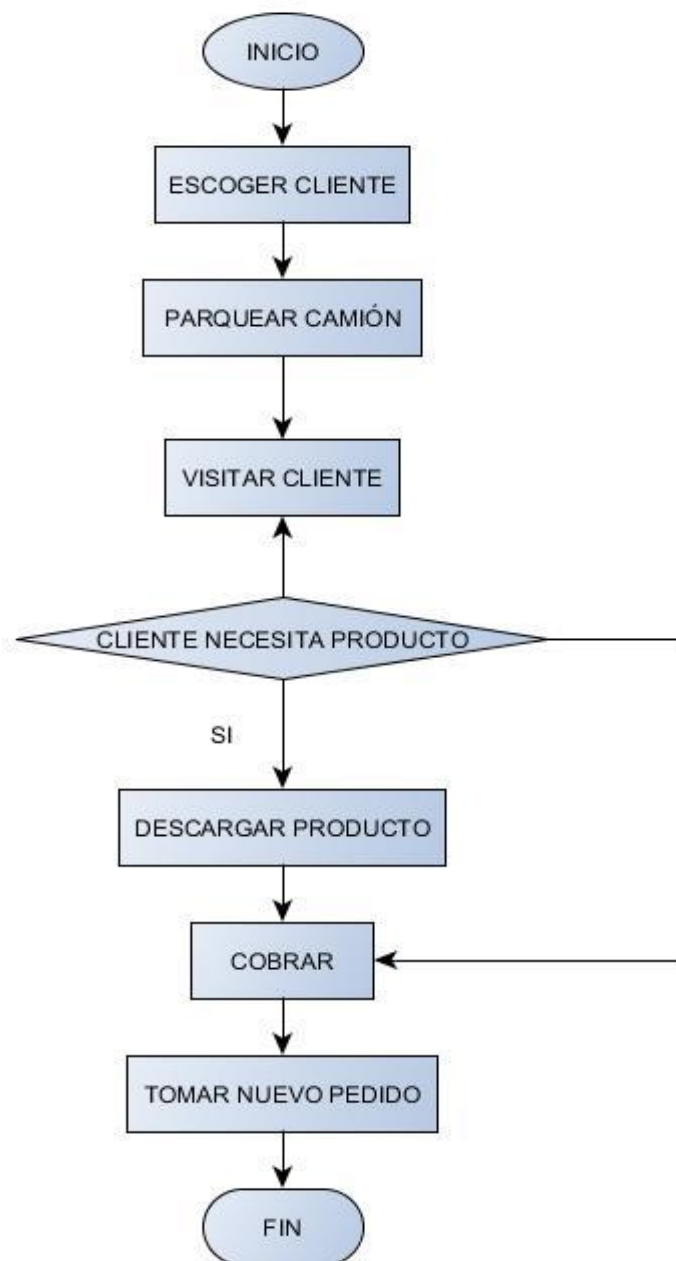 INICIO
ESCOGER CLIENTE
PARQUEAR CAMIÓN
VISITAR CLIENTE
CLIENTE NECESITA PRODUCTO
SI
DESCARGAR PRODUCTO
COBRAR
TOMAR NUEVO PEDIDO
FIN